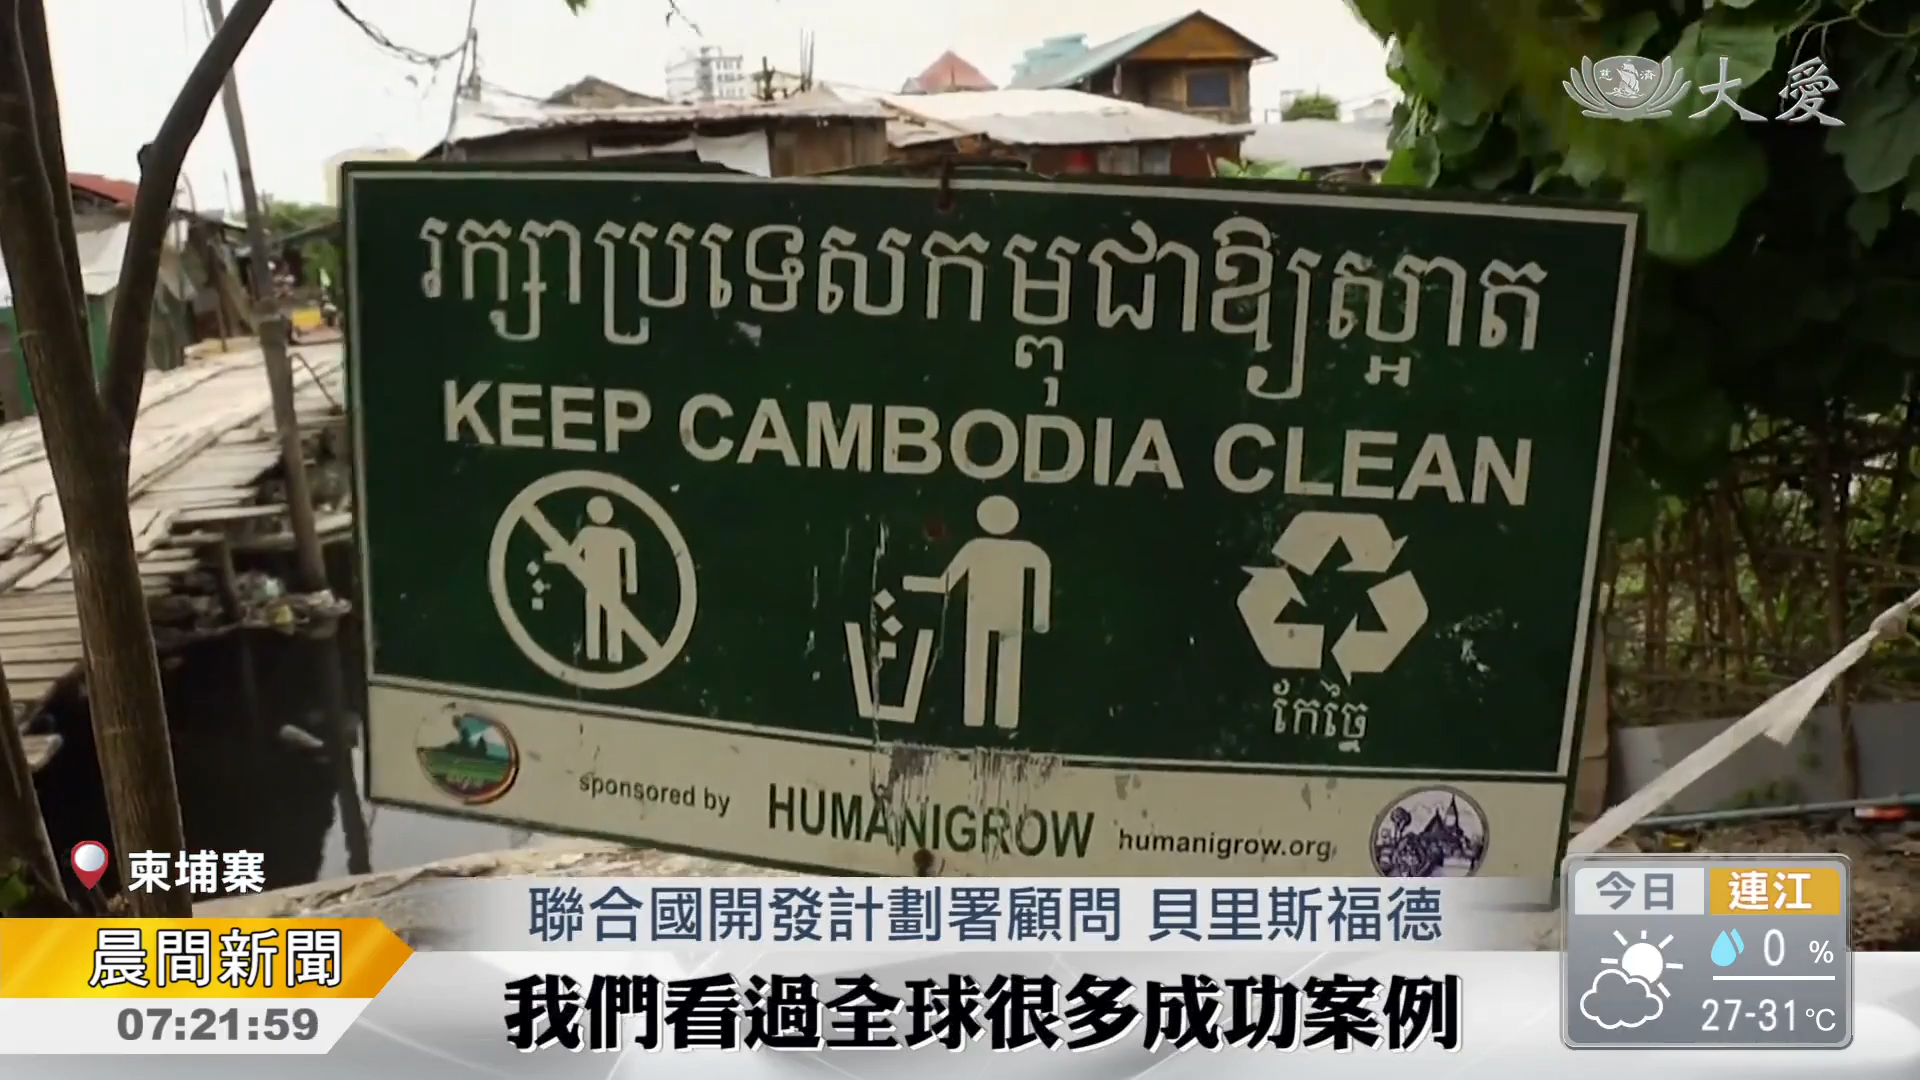 慈濟
大愛
រក្សាប្រទេសកម្ពុជាឱ្យស្អាត
KEEP CAMBODIA CLEAN
កែច្នៃ
sponsored by HUMANIGROW humanigrow.org
柬埔寨
聯合國開發計劃署顧問 貝里斯福德
晨間新聞
我們看過全球很多成功案例
07:21:59
今日 連江
0 %
27-31°C